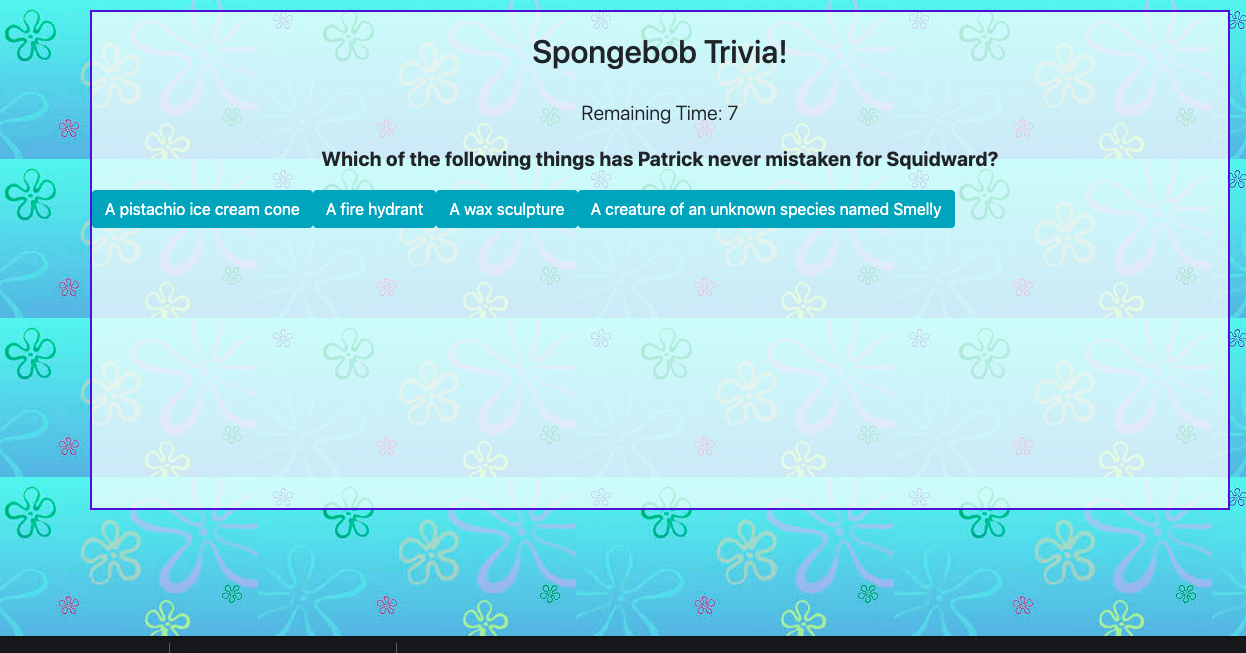 Spongebob Trivia!
Remaining Time: 7
Which of the following things has Patrick never mistaken for Squidward?
A pistachio ice cream cone A fire hydrant A wax sculpture A creature of an unknown species named Smelly